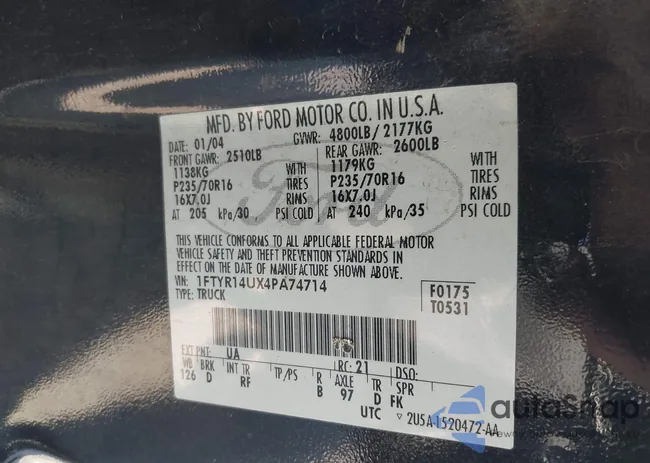 MFD. BY FORD MOTOR CO. IN U.S.A.
DATE: 01/04 GVWR: 4800LB/ 2177KG
FRONT GAWR: 2510LB REAR GAWR: 2600LB
1138KG WITH 1179KG WITH
P235/70R16 TIRES P235/70R16 TIRES
16X7.0J RIMS 16X7.0J RIMS
AT 205 kPa/30 PSI COLD AT 240 kPa/35 PSI COLD
Ford
THIS VEHICLE CONFORMS TO ALL APPLICABLE FEDERAL MOTOR
VEHICLE SAFETY AND THEFT PREVENTION STANDARDS IN
EFFECT ON THE DATE OF MANUFACTURE SHOWN ABOVE.
VIN: 1FTYR14UX4PA74714 F0175
TYPE: TRUCK T0531
EXT PNT: UA RC: 21 DSO:
WB BRK INT TR TP/PS R AXLE TR SPR
126 D RF B 97 D FK
UTC ▽ 2USA-1520472-AA
autoSnap